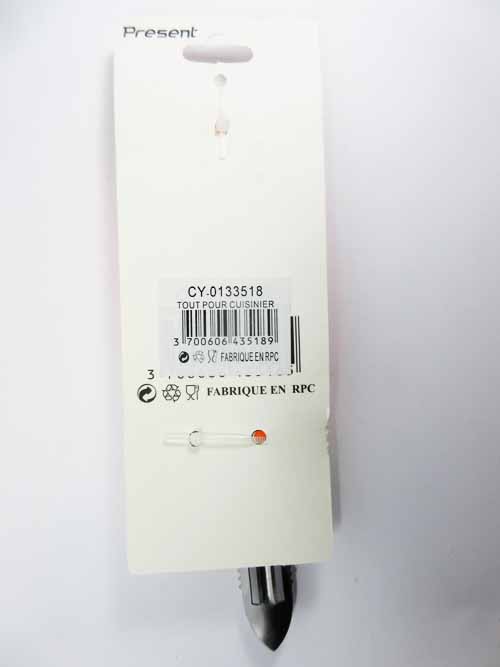 Present
CY-0133518
TOUT POUR CUISINIER
3 700606 435189
FABRIQUE EN RPC
FABRIQUE EN RPC